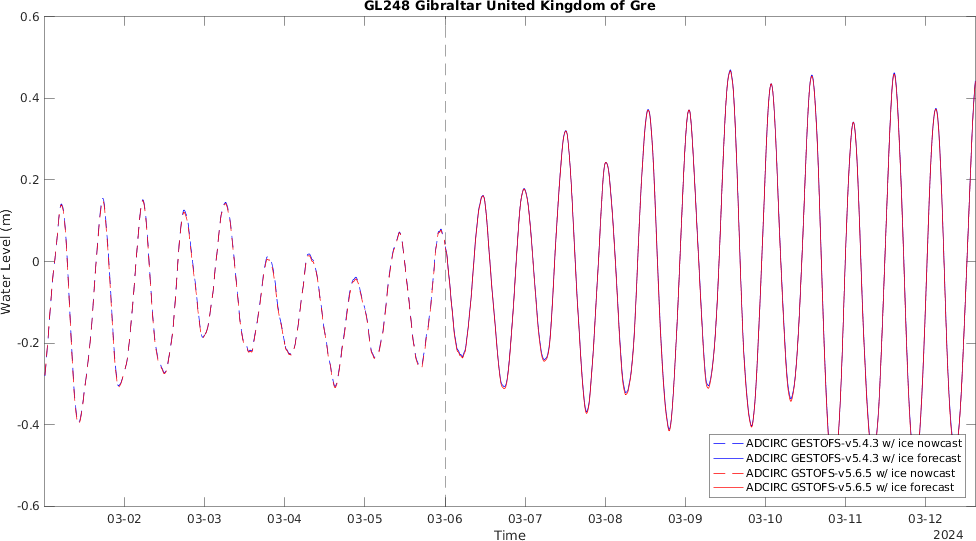 GL248 Gibraltar United Kingdom of Gre
0.6
0.4
0.2
0
-0.2
-0.4
-0.6
Water Level (m)
ADCIRC GESTOFS-v5.4.3 w/ ice nowcast
ADCIRC GESTOFS-v5.4.3 w/ ice forecast
ADCIRC GSTOFS-v5.6.5 w/ ice nowcast
ADCIRC GSTOFS-v5.6.5 w/ ice forecast
03-02 03-03 03-04 03-05 03-06 03-07 03-08 03-09 03-10 03-11 03-12
Time
2024